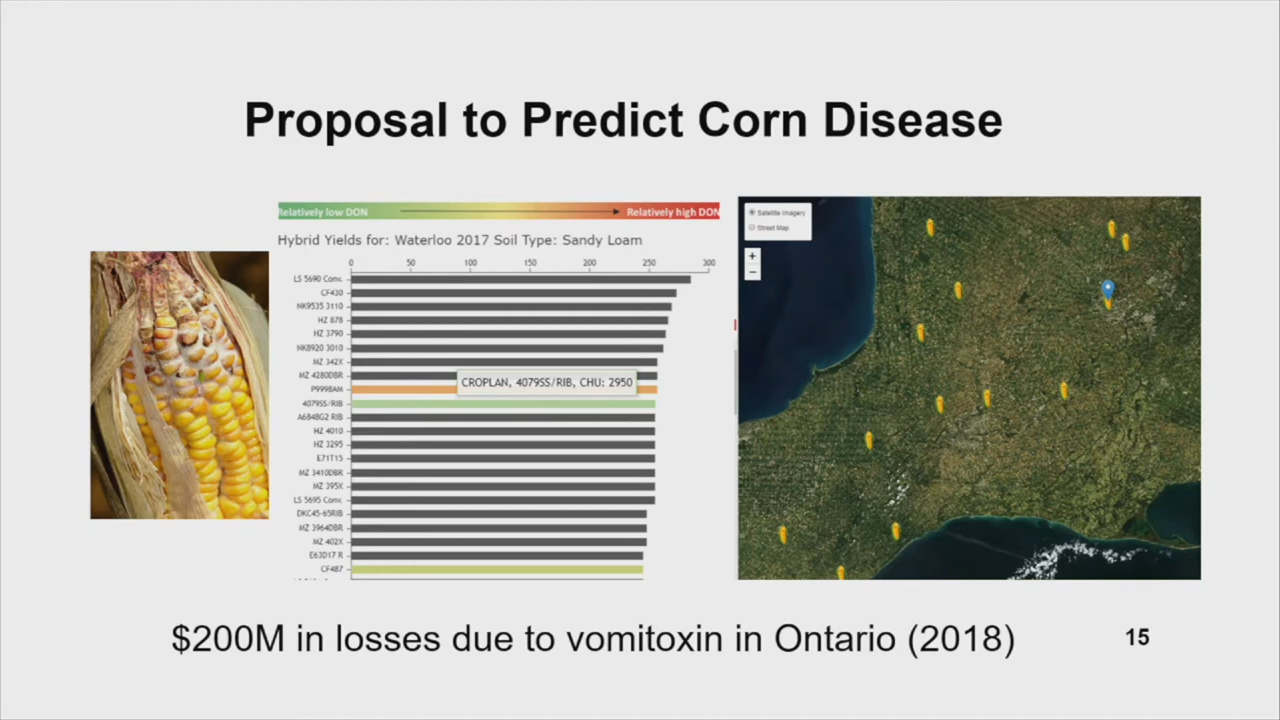 Proposal to Predict Corn Disease
Relatively low DON
Relatively high DON
Hybrid Yields for: Waterloo 2017 Soil Type: Sandy Loam
0 50 100 150 200 250 300
LS 5690 Conv.
CF430
NK9535 3110
HZ 878
HZ 3790
NK8920 3010
MZ 342X
MZ 4280DBR
P9998AM
4079SS/RIB
A6848G2 RIB
HZ 4010
HZ 3295
E71T15
MZ 3410DBR
MZ 395X
LS 5695 Conv.
DKC45-65RIB
MZ 3964DBR
MZ 402X
E63D17 R
CF487
CROPLAN, 4079SS/RIB, CHU: 2950
Satellite Imagery
Street Map
+
−
$200M in losses due to vomitoxin in Ontario (2018)
15